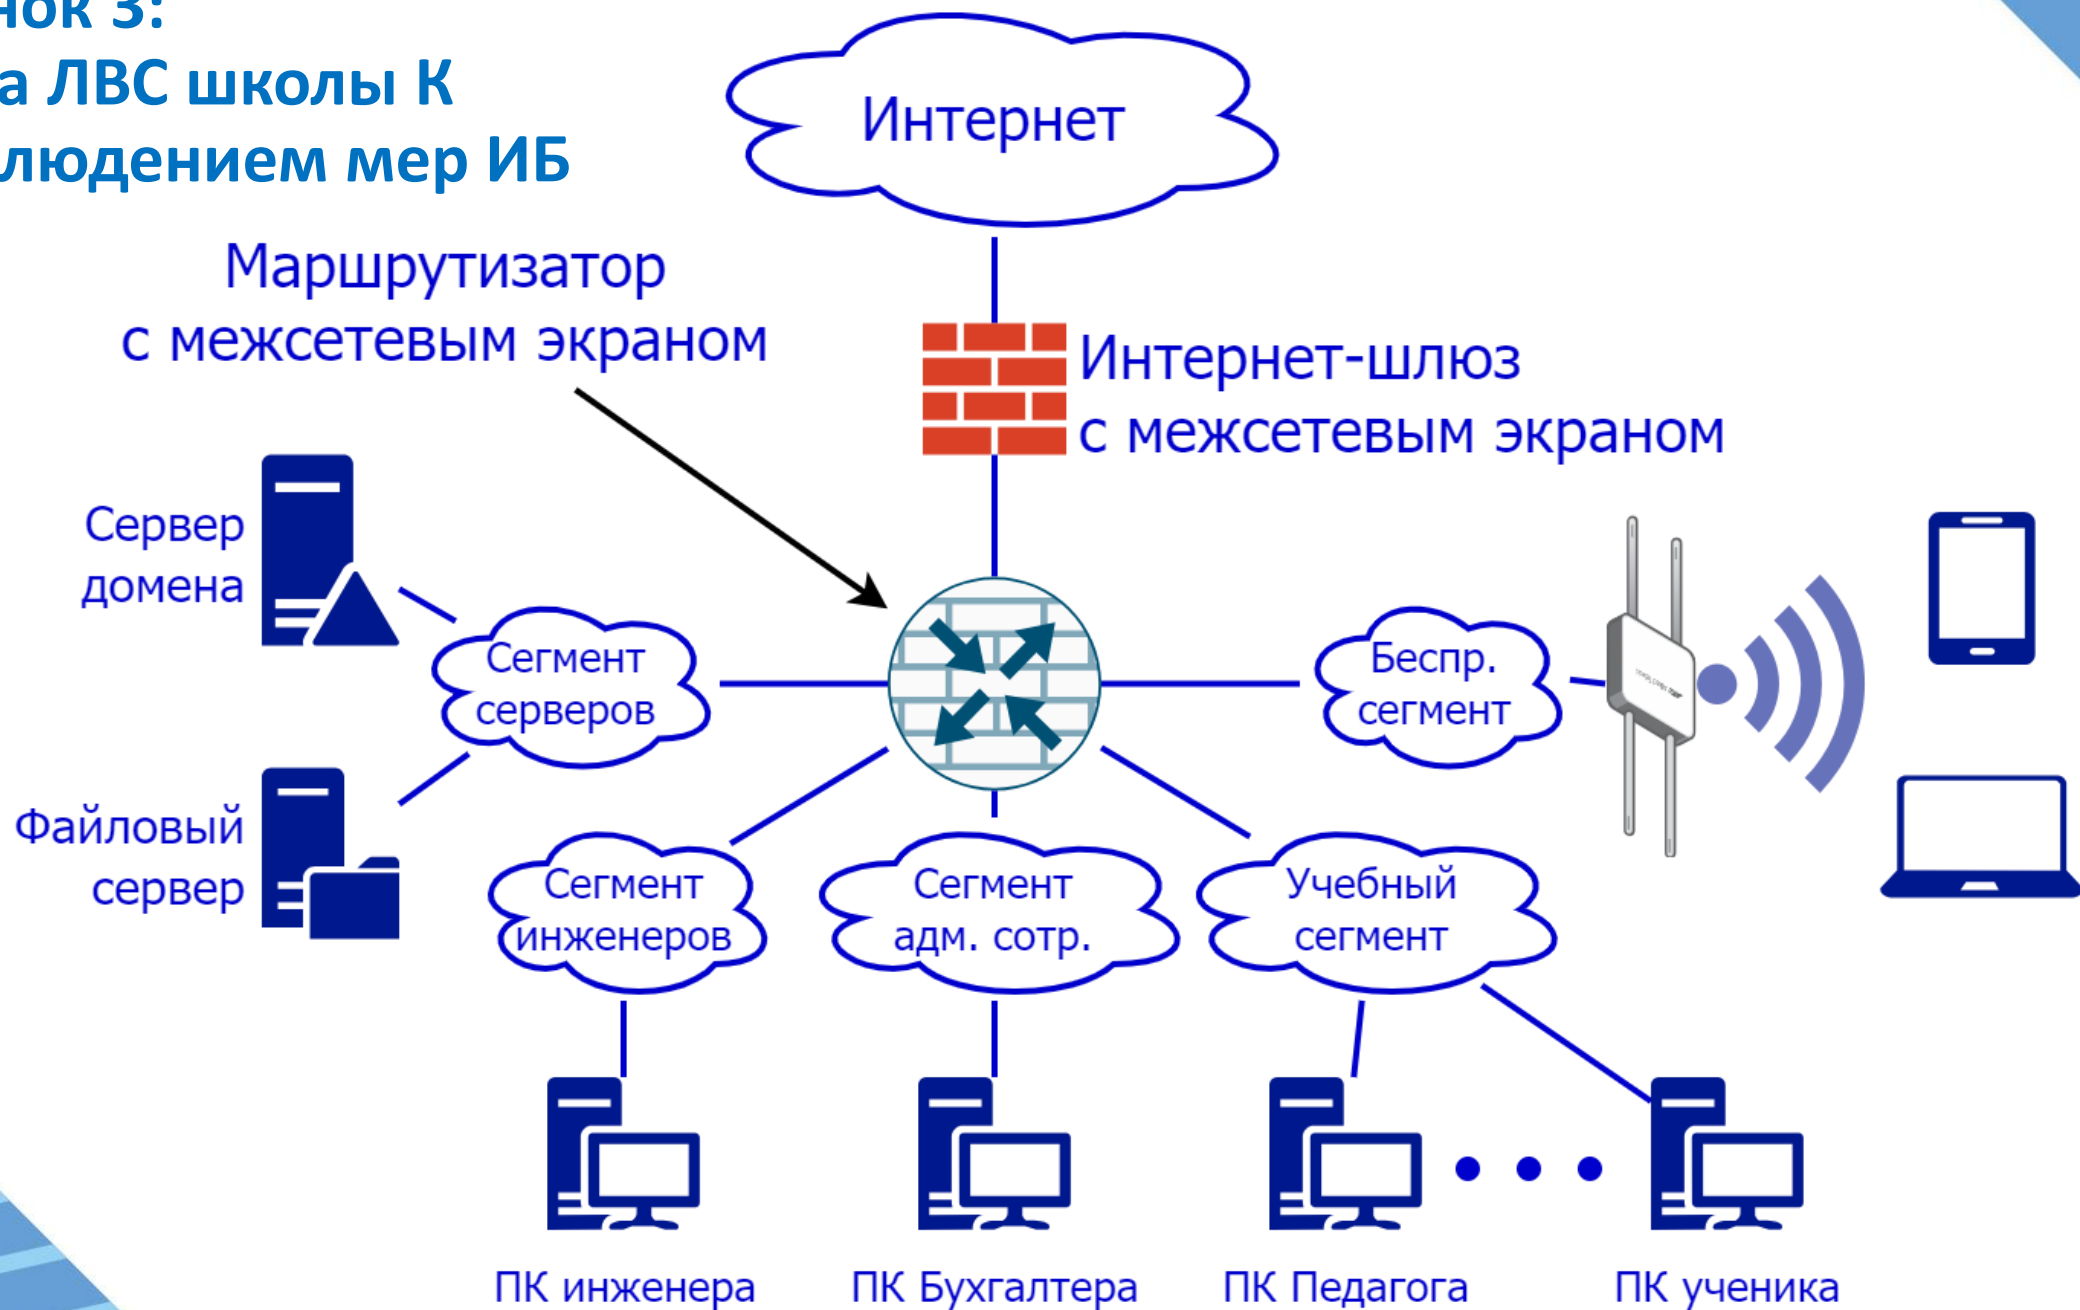 нок 3:
а ЛВС школы К
людением мер ИБ
Интернет
Маршрутизатор
с межсетевым экраном
Интернет-шлюз
с межсетевым экраном
Сервер
домена
Сегмент
серверов
Беспр.
сегмент
Файловый
сервер
Сегмент
инженеров
Сегмент
адм. сотр.
Учебный
сегмент
ПК инженера
ПК Бухгалтера
ПК Педагога
ПК ученика